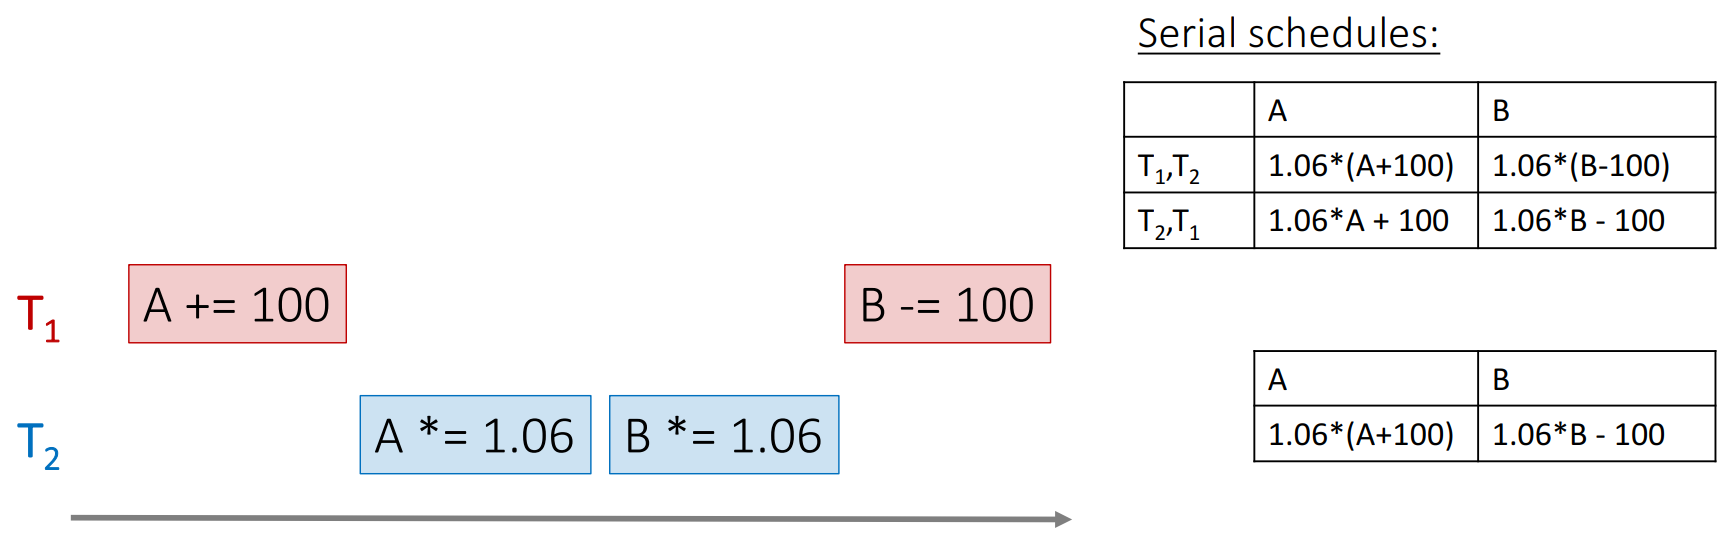 Serial schedules:
A B
T1,T2 1.06*(A+100) 1.06*(B-100)
T2,T1 1.06*A + 100 1.06*B - 100
T1 A += 100 B -= 100
T2 A *= 1.06 B *= 1.06
A B
1.06*(A+100) 1.06*B - 100